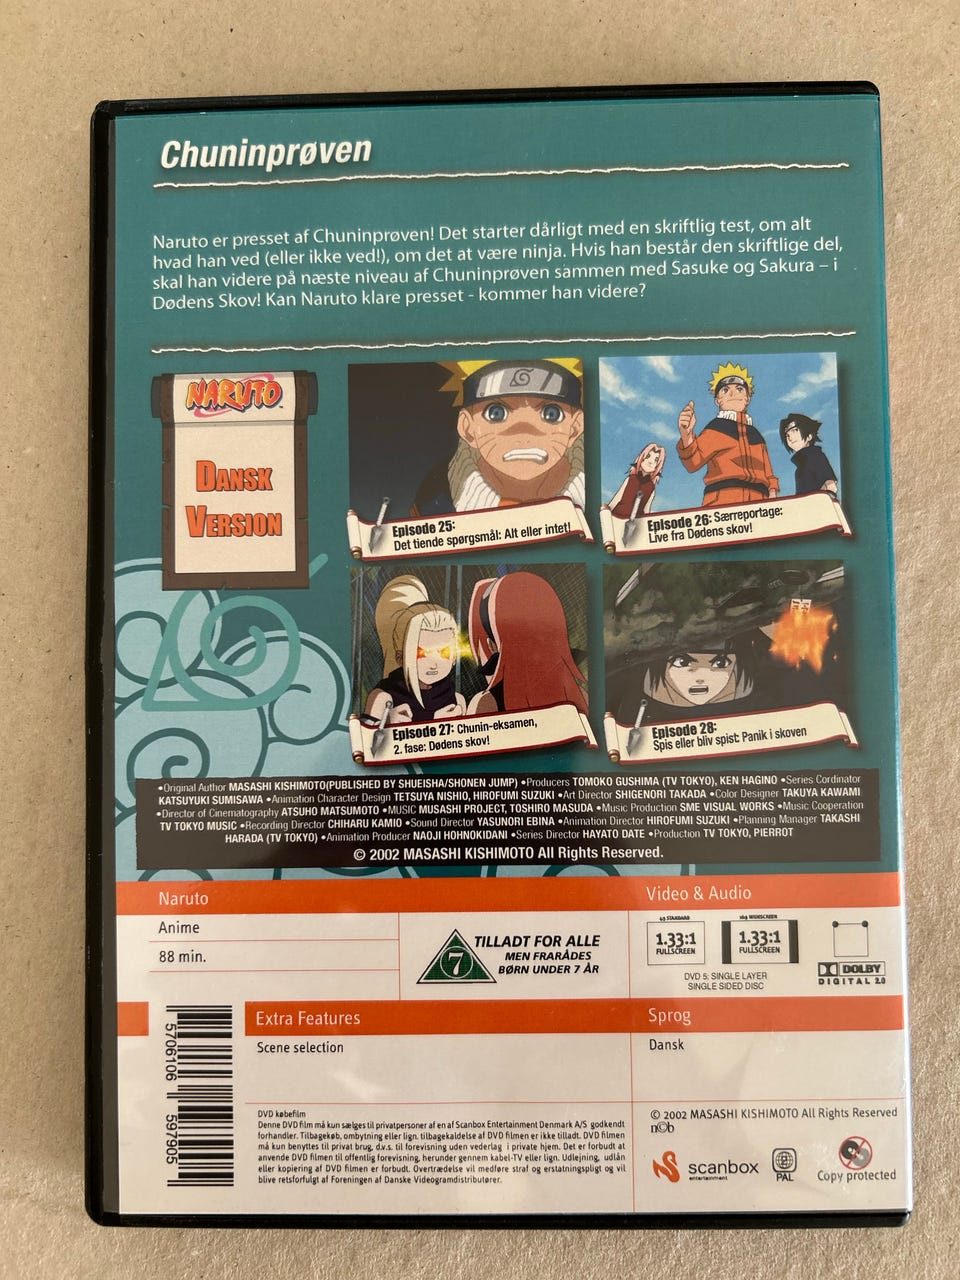 Chuninprøven
Naruto er presset af Chuninprøven! Det starter dårligt med en skriftlig test, om alt
hvad han ved (eller ikke ved!), om det at være ninja. Hvis han består den skriftlige del,
skal han videre på næste niveau af Chuninprøven sammen med Sasuke og Sakura – i
Dødens Skov! Kan Naruto klare presset - kommer han videre?
NARUTO
DANSK
VERSION
Episode 25:
Det tiende spørgsmål: Alt eller intet!
Episode 26: Særreportage:
Live fra Dødens skov!
Episode 27: Chunin-eksamen,
2. fase: Dødens skov!
Episode 28:
Spis eller bliv spist: Panik i skoven
•Original Author MASASHI KISHIMOTO(PUBLISHED BY SHUEISHA/SHONEN JUMP) •Producers TOMOKO GUSHIMA (TV TOKYO), KEN HAGINO •Series Cordinator
KATSUYUKI SUMISAWA •Animation Character Design TETSUYA NISHIO, HIROFUMI SUZUKI •Art Director SHIGENORI TAKADA •Color Designer TAKUYA KAWAMI
•Director of Cinematography ATSUHO MATSUMOTO •MUSIC MUSASHI PROJECT, TOSHIRO MASUDA •Music Production SME VISUAL WORKS •Music Cooperation
TV TOKYO MUSIC •Recording Director CHIHARU KAMIO •Sound Director YASUNORI EBINA •Animation Director HIROFUMI SUZUKI •Planning Manager TAKASHI
HARADA (TV TOKYO) •Animation Producer NAOJI HOHNOKIDANI •Series Director HAYATO DATE •Production TV TOKYO, PIERROT
© 2002 MASASHI KISHIMOTO All Rights Reserved.
Naruto
Anime
88 min.
7
TILLADT FOR ALLE
MEN FRARÅDES
BØRN UNDER 7 ÅR
Video & Audio
4:3 STANDARD
1.33:1
FULLSCREEN
16:9 WIDESCREEN
1.33:1
FULLSCREEN
DVD 5: SINGLE LAYER
SINGLE SIDED DISC
DOLBY
DIGITAL 2.0
Extra Features
Scene selection
Sprog
Dansk
5706106 597905
DVD købefilm
Denne DVD film må kun sælges til privatpersoner af en af Scanbox Entertainment Denmark A/S godkendt
forhandler. Tilbagekøb, ombytning eller lign. tilbagekaldelse af DVD filmen er ikke tilladt. DVD filmen
må kun benyttes til privat brug, d.v.s. til forevisning uden vederlag i private hjem. Det er forbudt at
anvende DVD filmen til offentlig forevisning, herunder gennem kabel-TV eller lign. Udlejning, udlån
eller kopiering af DVD filmen er forbudt. Overtrædelse vil medføre straf og erstatningspligt og vil
blive retsforfulgt af Foreningen af Danske Videogramdistributører.
© 2002 MASASHI KISHIMOTO All Rights Reserved
n©b
scanbox
entertainment
PAL
Copy protected